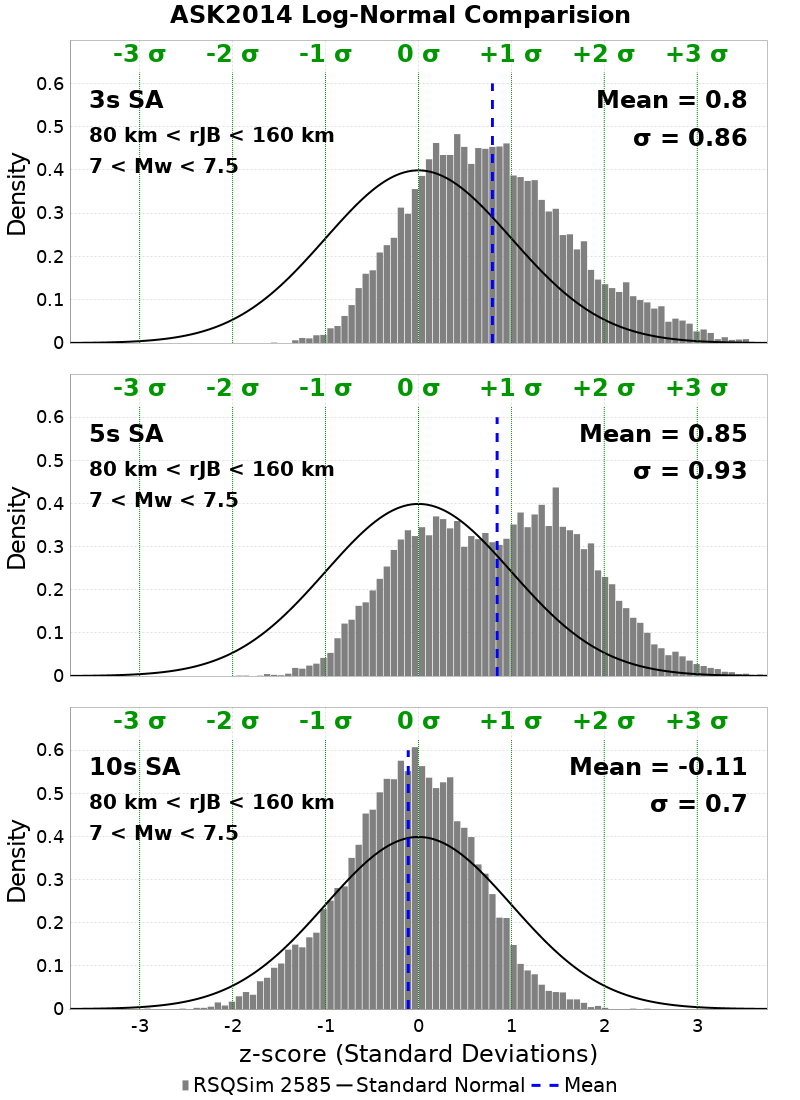 ASK2014 Log-Normal Comparision
-3 σ -2 σ -1 σ 0 σ +1 σ +2 σ +3 σ
3s SA
Mean = 0.8
80 km < rJB < 160 km
σ = 0.86
7 < Mw < 7.5
Density
0.6
0.5
0.4
0.3
0.2
0.1
0
-3 σ -2 σ -1 σ 0 σ +1 σ +2 σ +3 σ
5s SA
Mean = 0.85
80 km < rJB < 160 km
σ = 0.93
7 < Mw < 7.5
Density
0.6
0.5
0.4
0.3
0.2
0.1
0
-3 σ -2 σ -1 σ 0 σ +1 σ +2 σ +3 σ
10s SA
Mean = -0.11
80 km < rJB < 160 km
σ = 0.7
7 < Mw < 7.5
Density
0.6
0.5
0.4
0.3
0.2
0.1
0
-3 -2 -1 0 1 2 3
z-score (Standard Deviations)
RSQSim 2585 Standard Normal Mean